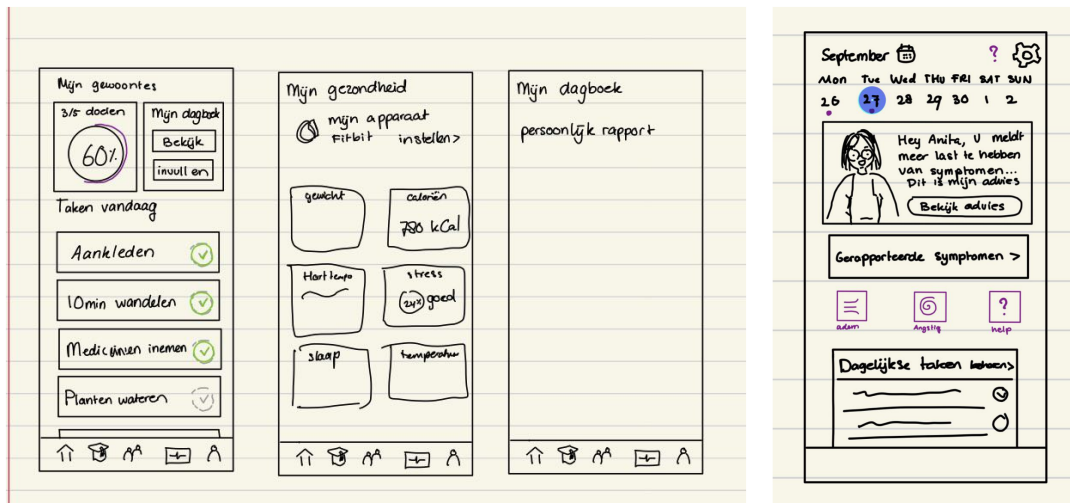 Mijn gewoontes
3/5 doelen
60%
Mijn dagboek
Bekijk
invullen
Taken vandaag
Aankleden
10min wandelen
Medicijnen inemen
Planten wateren
Mijn gezondheid
mijn apparaat
Fitbit instellen>
gewicht
calorieën
780 kCal
Harttempo
stress
24% goed
slaap
temperatuur
Mijn dagboek
persoonlijk rapport
September ?
Mon Tue Wed THU FRI SAT SUN
26 27 28 29 30 1 2
Hey Anita, U meldt
meer last te hebben
van symptomen...
Dit is mijn advies
Bekijk advies
Gerapporteerde symptomen >
?
adem Angstig help
Dagelijkse taken